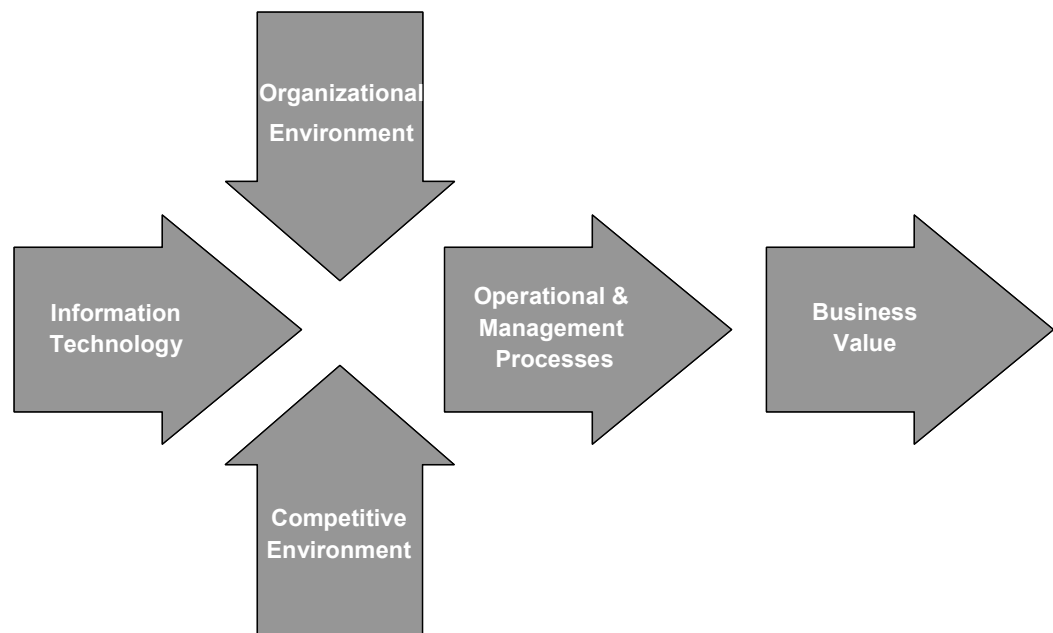 Organizational
Environment
Information
Technology
Operational &
Management
Processes
Business
Value
Competitive
Environment